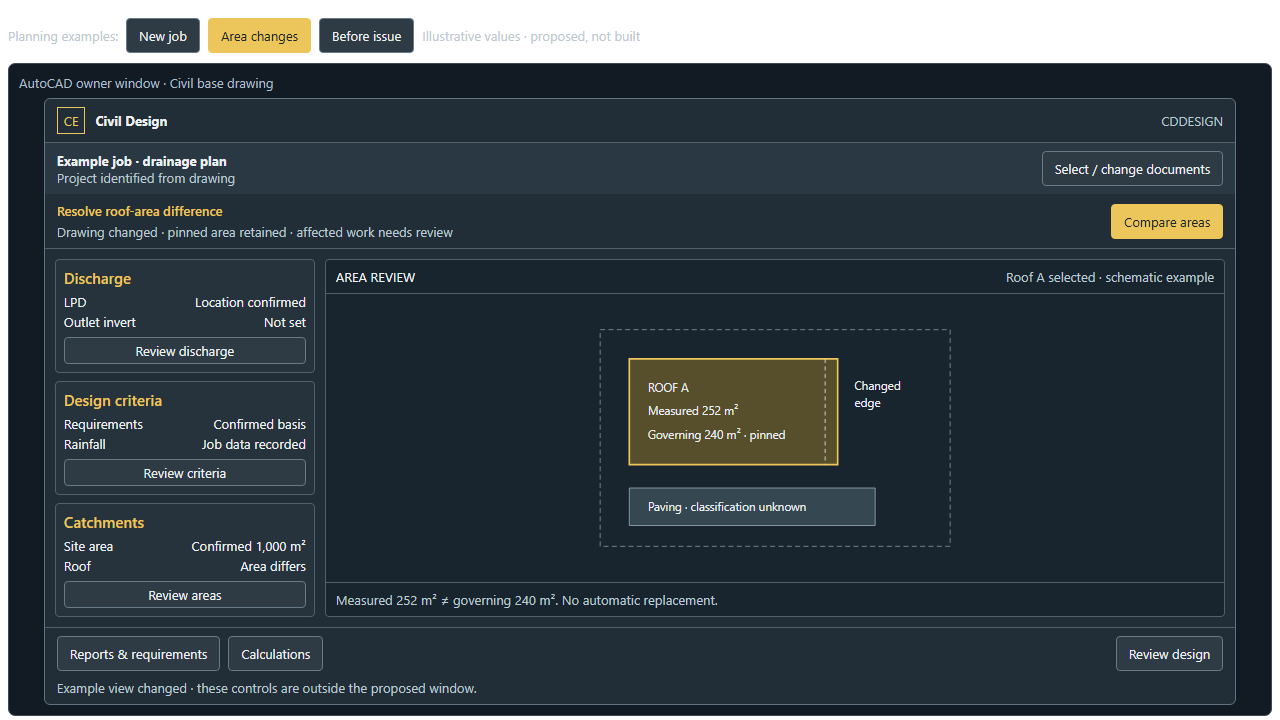 Planning examples: New job Area changes Before issue Illustrative values · proposed, not built
AutoCAD owner window · Civil base drawing
CE Civil Design CDDESIGN
Example job · drainage plan
Project identified from drawing
Select / change documents
Resolve roof-area difference
Drawing changed · pinned area retained · affected work needs review
Compare areas
Discharge
LPD Location confirmed
Outlet invert Not set
Review discharge
Design criteria
Requirements Confirmed basis
Rainfall Job data recorded
Review criteria
Catchments
Site area Confirmed 1,000 m²
Roof Area differs
Review areas
AREA REVIEW Roof A selected · schematic example
ROOF A
Measured 252 m²
Governing 240 m² · pinned
Changed
edge
Paving · classification unknown
Measured 252 m² ≠ governing 240 m². No automatic replacement.
Reports & requirements Calculations Review design
Example view changed · these controls are outside the proposed window.